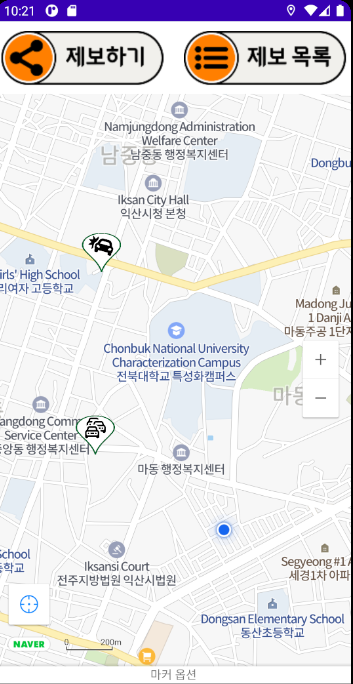 10:21
제보하기
제보 목록
Namjungdong Administration
Welfare Center
남중동 행정복지센터
남중동
Dongbu
Iksan City Hall
익산시청 본청
irls' High School
리여자 고등학교
Madong Ju
1 Danji A
마동주공 1단지
Chonbuk National University
Characterization Campus
전북대학교 특성화캠퍼스
+
마동
−
angdong Comm
Service Center
앙동 행정복지센터
마동 행정복지센터
Iksansi Court
전주지방법원 익산시법원
School
학교
Segyeong #1 A
세경1차 아파
Dongsan Elementary School
동산초등학교
NAVER
0
200m
마커 옵션